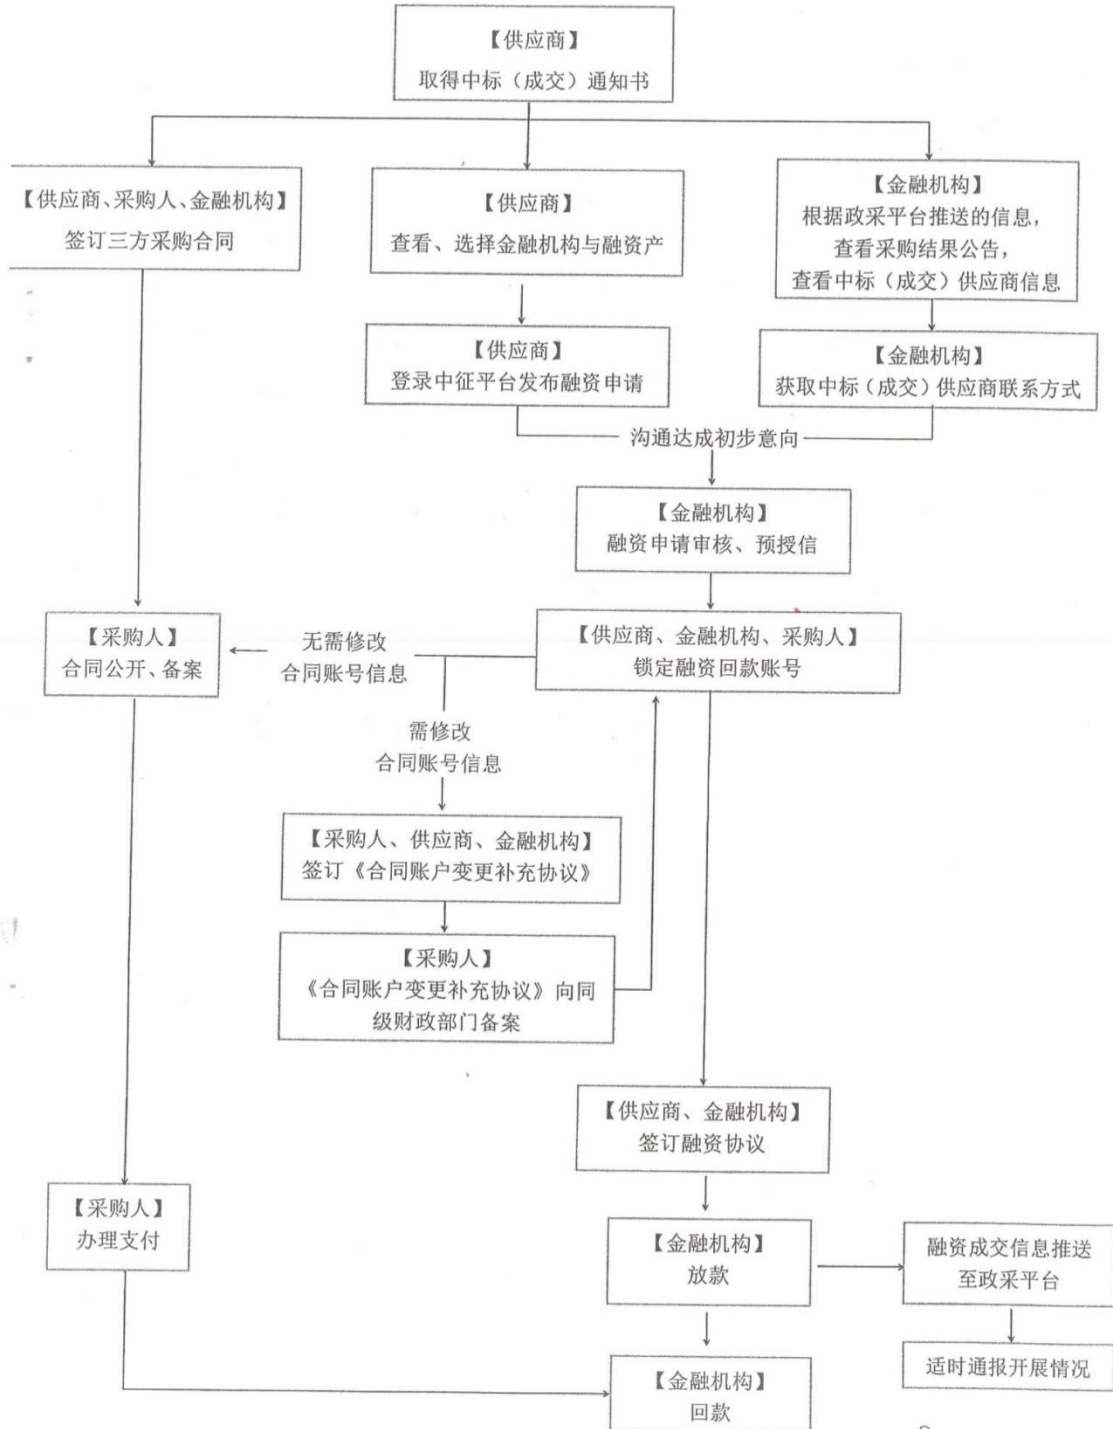 【供应商】
取得中标（成交）通知书
【供应商、采购人、金融机构】
签订三方采购合同
【供应商】
查看、选择金融机构与融资产
【金融机构】
根据政采平台推送的信息，
查看采购结果公告，
查看中标（成交）供应商信息
【供应商】
登录中征平台发布融资申请
【金融机构】
获取中标（成交）供应商联系方式
沟通达成初步意向
【金融机构】
融资申请审核、预授信
【采购人】
合同公开、备案
无需修改
合同账号信息
【供应商、金融机构、采购人】
锁定融资回款账号
需修改
合同账号信息
【采购人、供应商、金融机构】
签订《合同账户变更补充协议》
【采购人】
《合同账户变更补充协议》向同
级财政部门备案
【供应商、金融机构】
签订融资协议
【采购人】
办理支付
【金融机构】
放款
融资成交信息推送
至政采平台
适时通报开展情况
【金融机构】
回款